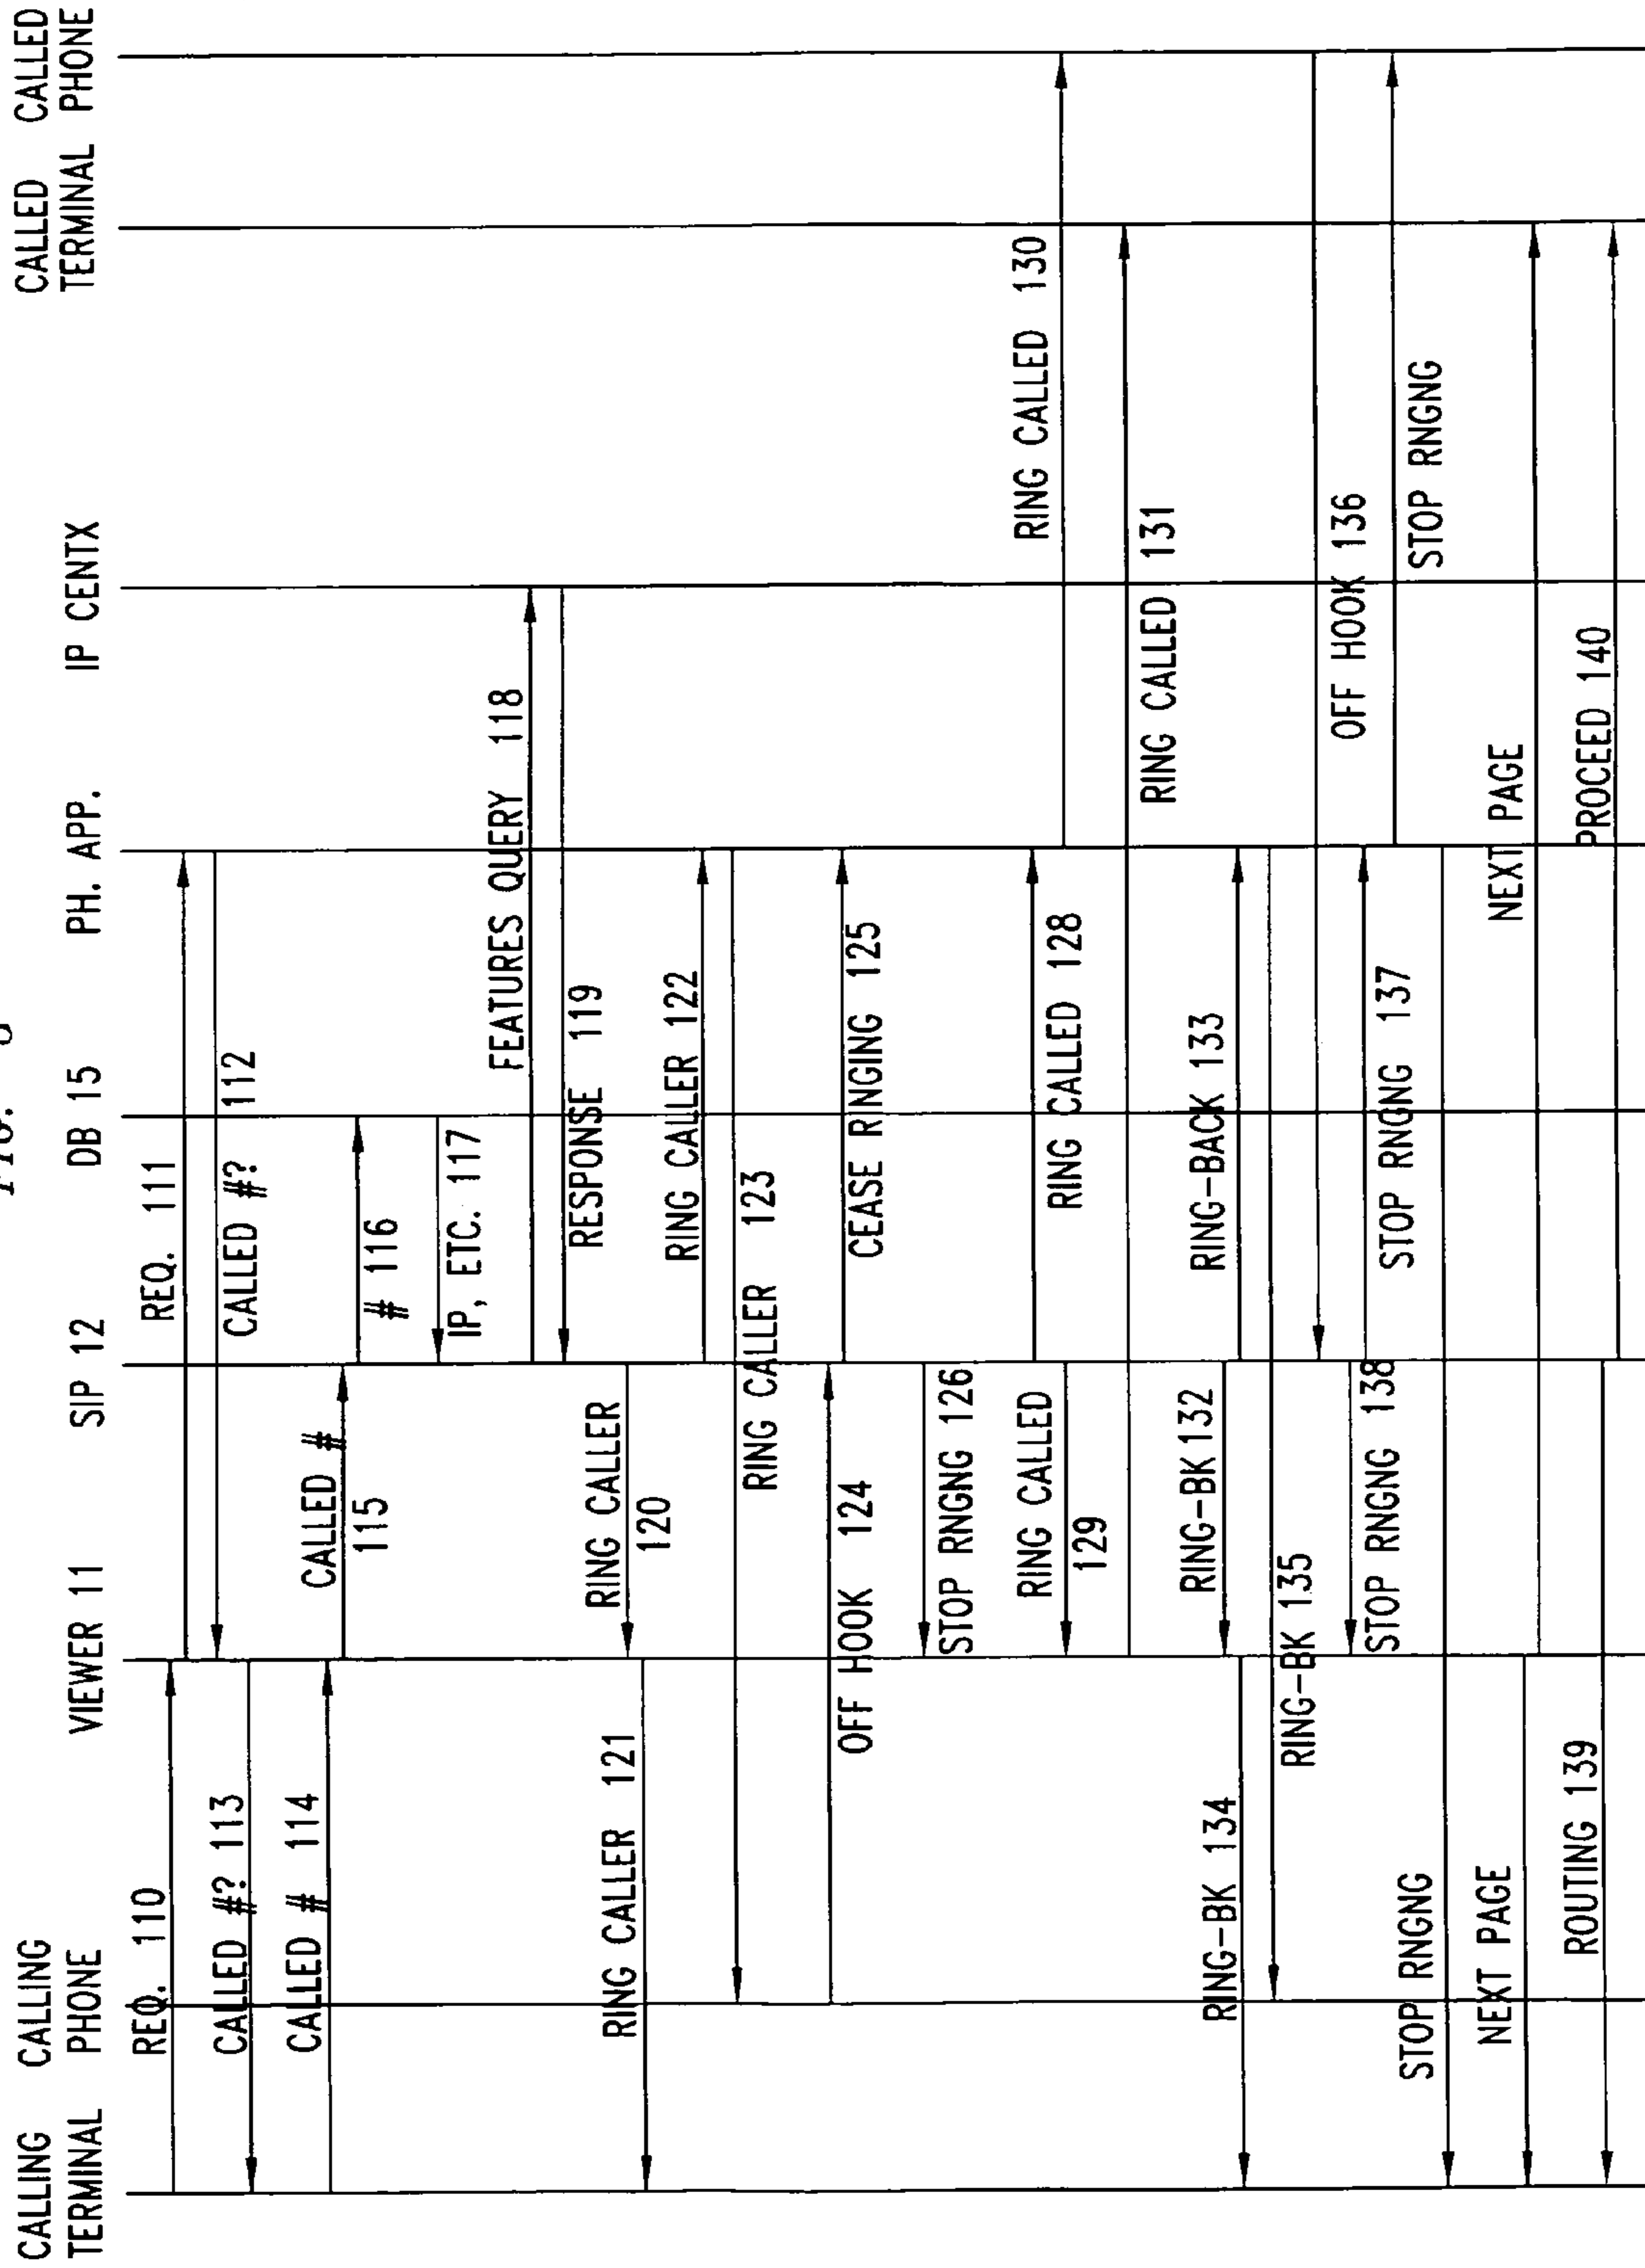 CALLING CALLING
TERMINAL PHONE
VIEWER 11
SIP 12
DB 15
PH. APP.
IP CENTX
CALLED CALLED
TERMINAL PHONE
REQ. 110
REQ. 111
CALLED #? 112
CALLED #? 113
CALLED # 114
CALLED #
115
# 116
IP, ETC. 117
FEATURES QUERY 118
RESPONSE 119
RING CALLER
120
RING CALLER 121
RING CALLER 122
RING CALLER 123
OFF HOOK 124
CEASE RINGING 125
STOP RNGNG 126
RING CALLED 128
RING CALLED
129
RING CALLED 130
RING CALLED 131
RING-BK 132
RING-BACK 133
RING-BK 134
RING-BK 135
OFF HOOK 136
STOP RNGNG 137
STOP RNGNG 138
STOP RNGNG
STOP RNGNG
NEXT PAGE
NEXT PAGE
ROUTING 139
PROCEED 140